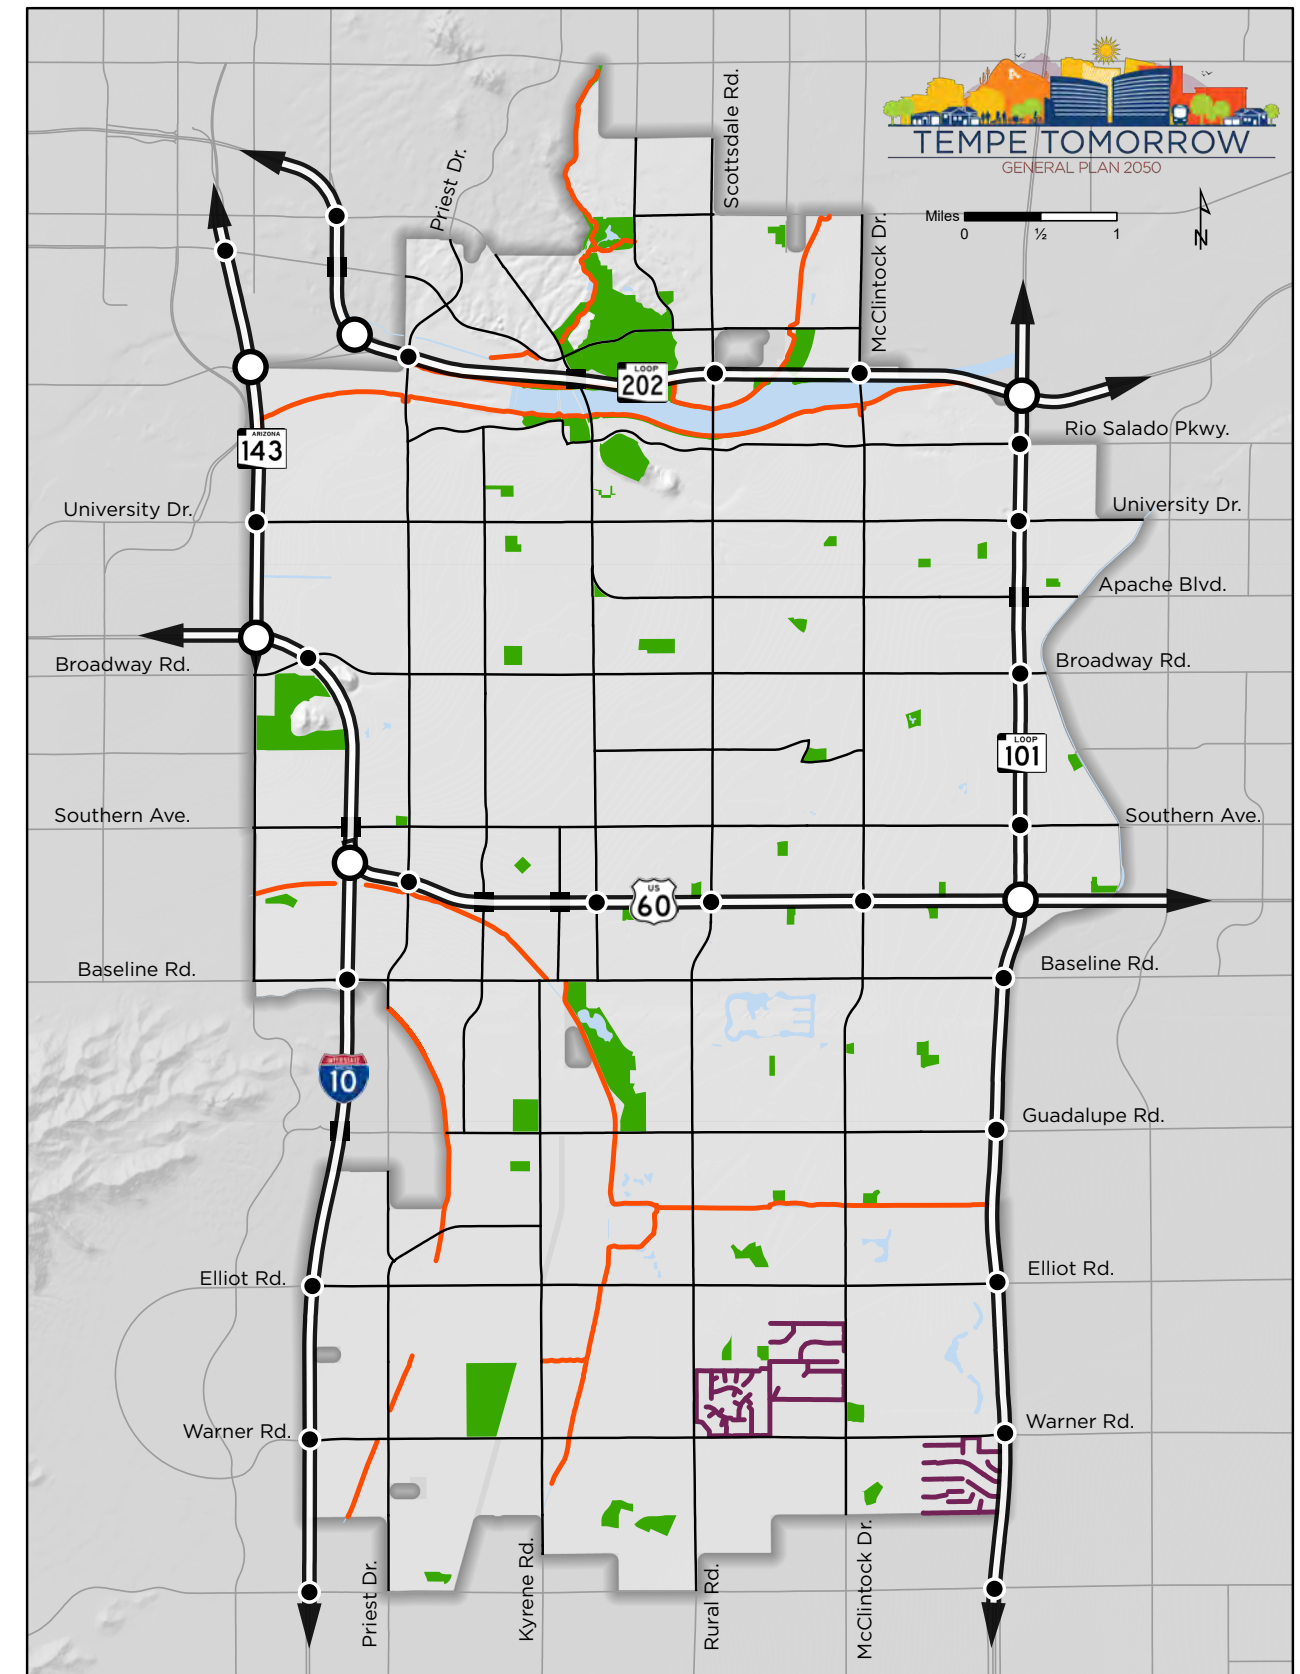 Scottsdale Rd.
TEMPE TOMORROW
GENERAL PLAN 2050
Priest Dr.
McClintock Dr.
Miles
0 ½ 1
N
LOOP
202
ARIZONA
143
Rio Salado Pkwy.
University Dr.
University Dr.
Apache Blvd.
Broadway Rd.
Broadway Rd.
LOOP
101
Southern Ave.
Southern Ave.
US
60
Baseline Rd.
Baseline Rd.
INTERSTATE
10
Guadalupe Rd.
Elliot Rd.
Elliot Rd.
Warner Rd.
Warner Rd.
Priest Dr.
Kyrene Rd.
Rural Rd.
McClintock Dr.